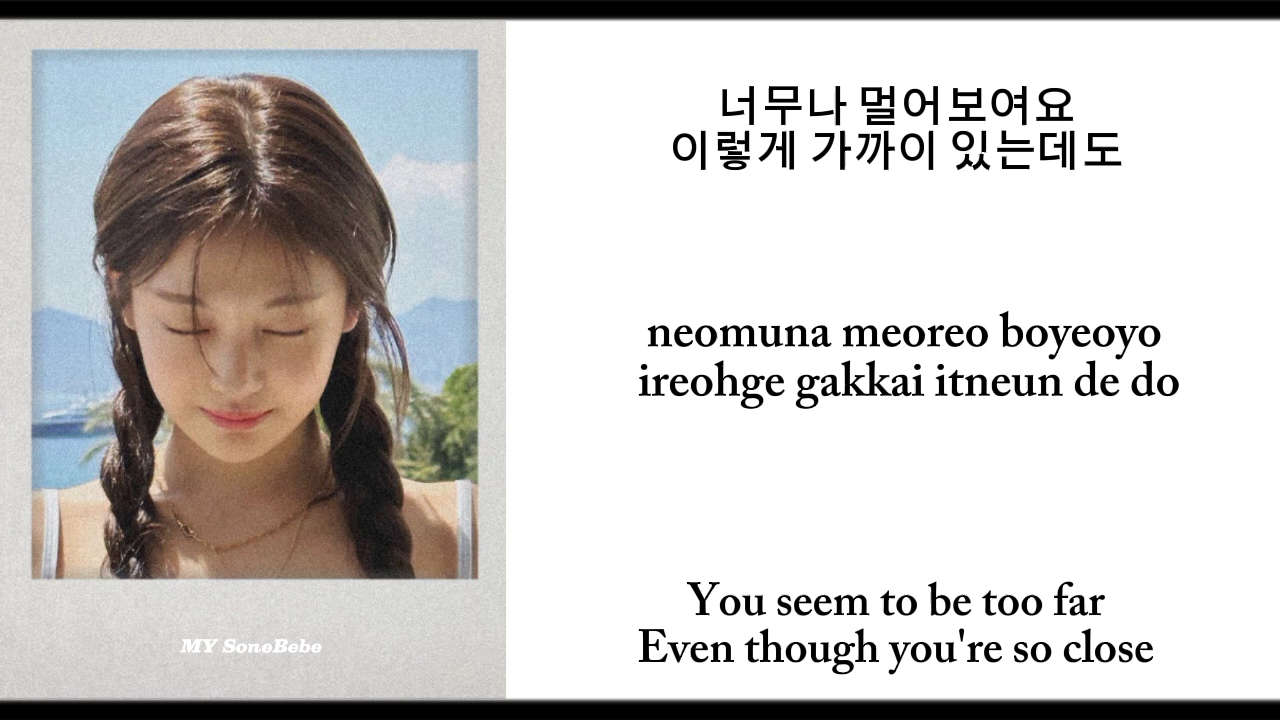 너무나 멀어보여요
이렇게 가까이 있는데도
neomuna meoreo boyeoyo
ireohge gakkai itneun de do
You seem to be too far
Even though you're so close
MY SoneBebe